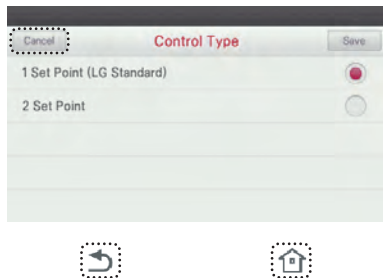 Cancel Control Type Save
1 Set Point (LG Standard)
2 Set Point